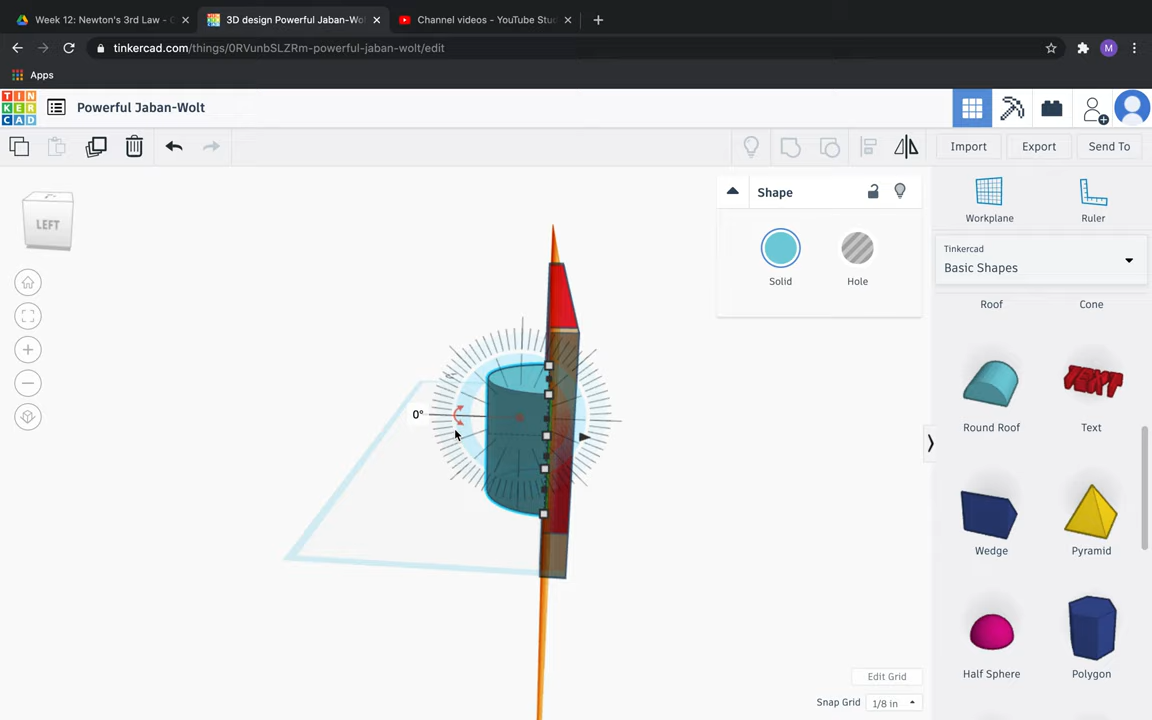 Week 12: Newton's 3rd Law - C
3D design Powerful Jaban-Wo
Channel videos - YouTube Stu
tinkercad.com/things/0RVunbSLZRm-powerful-jaban-wolt/edit
M
Apps
TIN
KER
CAD
Powerful Jaban-Wolt
Import
Export
Send To
LEFT
Shape
Solid
Hole
Workplane
Ruler
Tinkercad
Basic Shapes
Roof
Cone
Round Roof
TEXT
Text
Wedge
Pyramid
Half Sphere
Polygon
0°
Edit Grid
Snap Grid
1/8 in